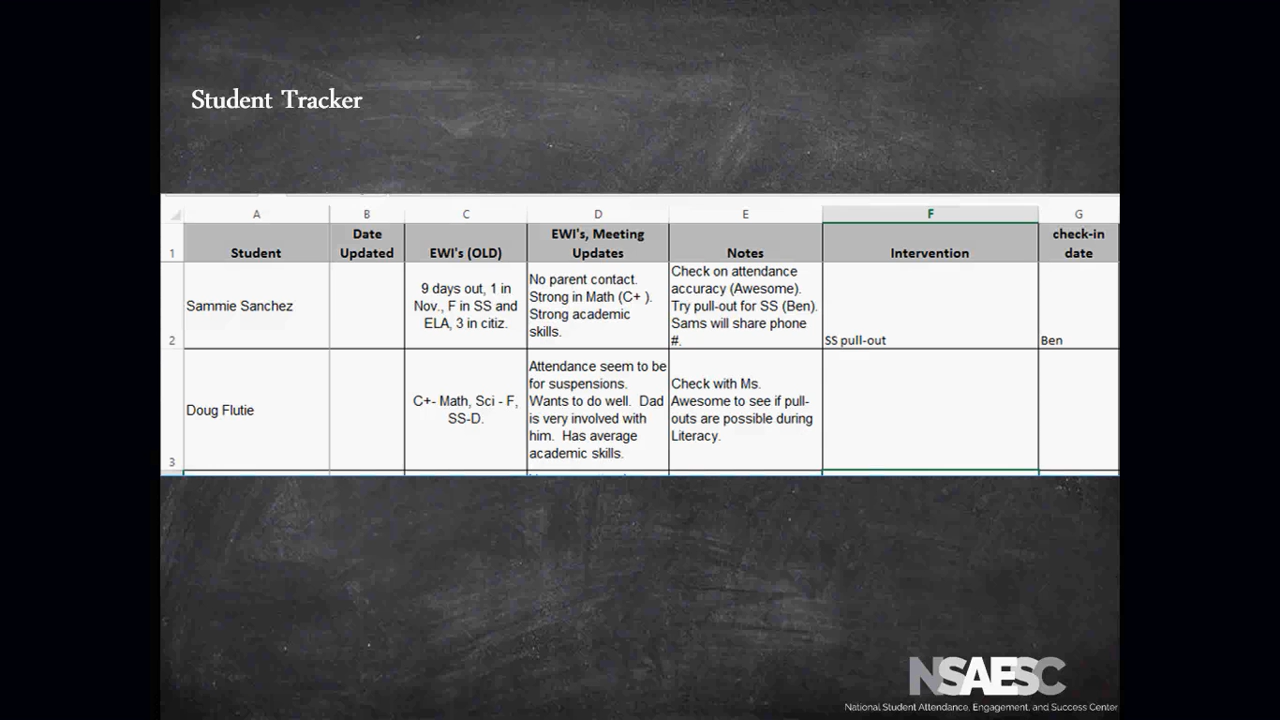 Student Tracker
A B C D E F G
1 Student Date Updated EWI's (OLD) EWI's, Meeting Updates Notes Intervention check-in date
2
Sammie Sanchez
9 days out, 1 in
Nov., F in SS and
ELA, 3 in citiz.
No parent contact.
Strong in Math (C+ ).
Strong academic
skills.
Check on attendance
accuracy (Awesome).
Try pull-out for SS (Ben).
Sams will share phone
#.
SS pull-out
Ben
3
Doug Flutie
C+- Math, Sci - F,
SS-D.
Attendance seem to be
for suspensions.
Wants to do well. Dad
is very involved with
him. Has average
academic skills.
Check with Ms.
Awesome to see if pull-
outs are possible during
Literacy.
NSAESC
National Student Attendance, Engagement, and Success Center